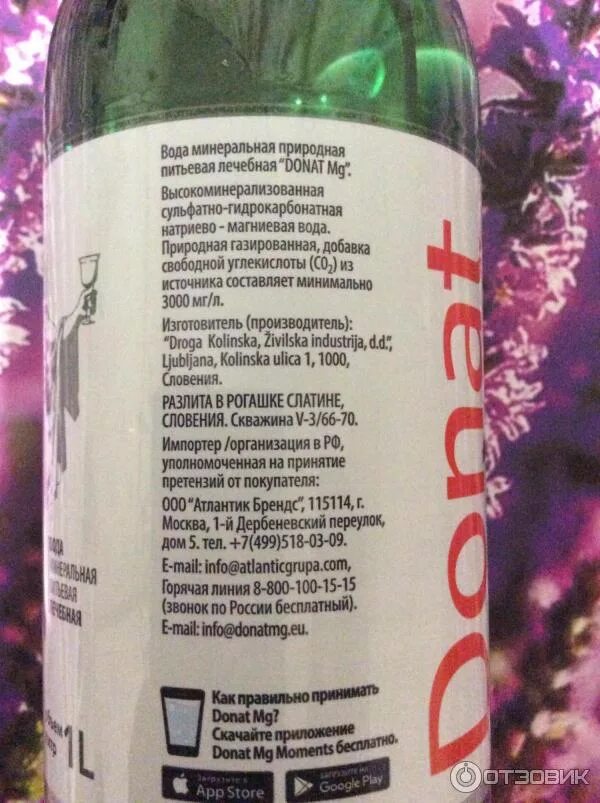 Вода минеральная природная
питьевая лечебная "DONAT Mg".
Высокоминерализованная
сульфатно-гидрокарбонатная
натриево - магниевая вода.
Природная газированная, добавка
свободной углекислоты (CO₂) из
источника составляет минимально
3000 мг/л.
Изготовитель (производитель):
"Droga Kolinska, Živilska industrija, d.d.",
Ljubljana, Kolinska ulica 1, 1000,
Словения.
РАЗЛИТА В РОГАШКЕ СЛАТИНЕ,
СЛОВЕНИЯ. Скважина V-3/66-70.
Импортер /организация в РФ,
уполномоченная на принятие
претензий от покупателя:
ООО "Атлантик Брендс", 115114, г.
Москва, 1-й Дербеневский переулок,
дом 5. тел. +7(499)518-03-09.
E-mail: info@atlanticgrupa.com,
Горячая линия 8-800-100-15-15
(звонок по России бесплатный).
E-mail: info@donatmg.eu.
Как правильно принимать
Donat Mg?
Скачайте приложение
Donat Mg Moments бесплатно.
Загрузите в
App Store
ЗАГРУЗИТЕ НА
Google Play
Donat
1L
ОТЗОВИК